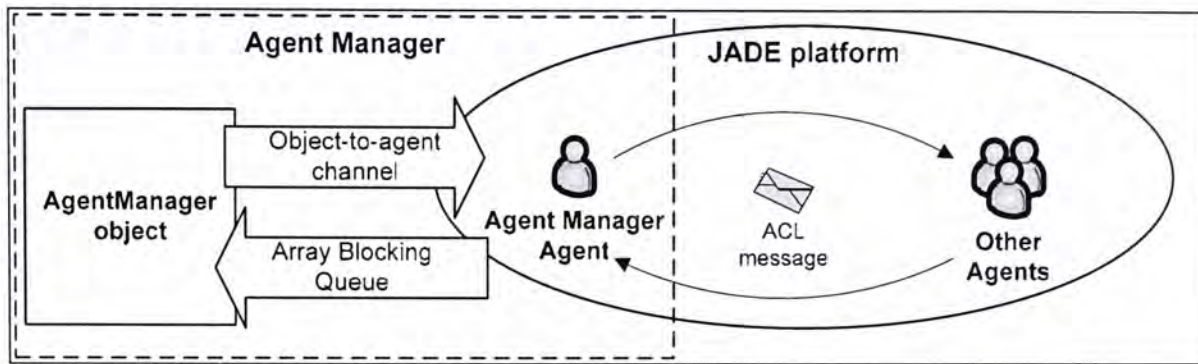 Agent Manager
JADE platform
Object-to-agent
channel
AgentManager
object
Array Blocking
Queue
Agent Manager
Agent
ACL
message
Other
Agents